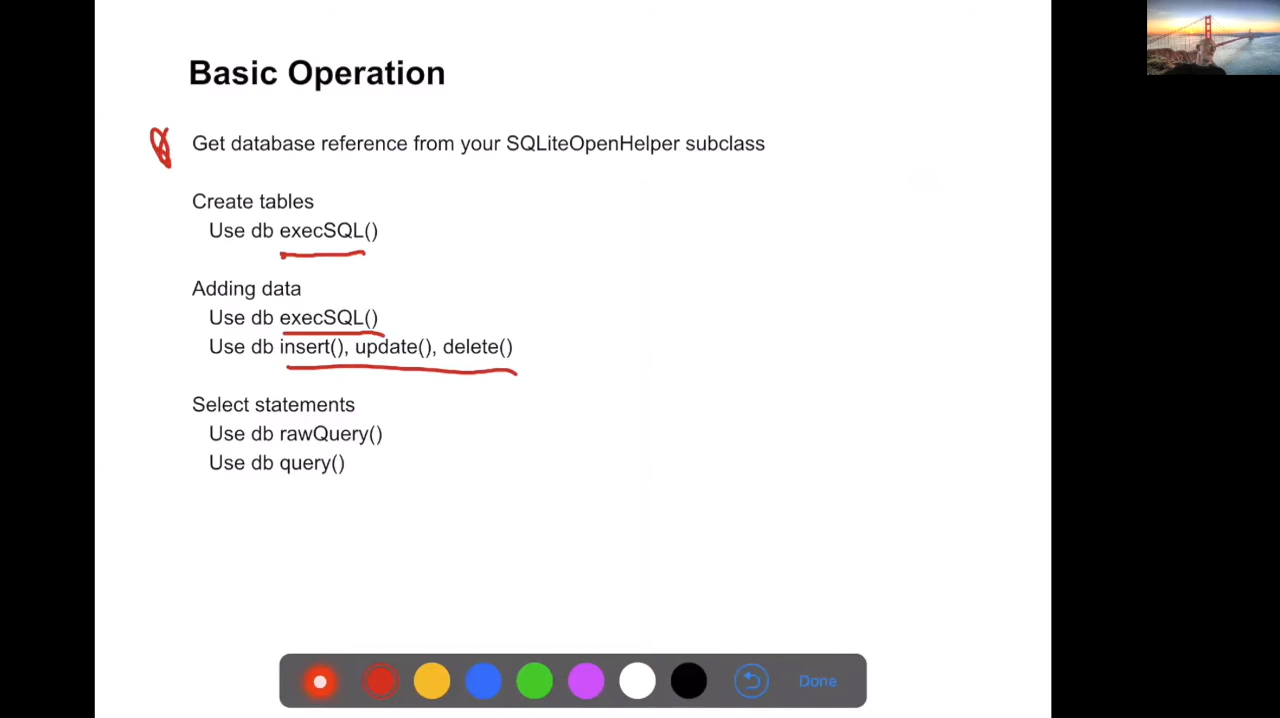 Basic Operation
Get database reference from your SQLiteOpenHelper subclass
Create tables
Use db execSQL()
Adding data
Use db execSQL()
Use db insert(), update(), delete()
Select statements
Use db rawQuery()
Use db query()
Done